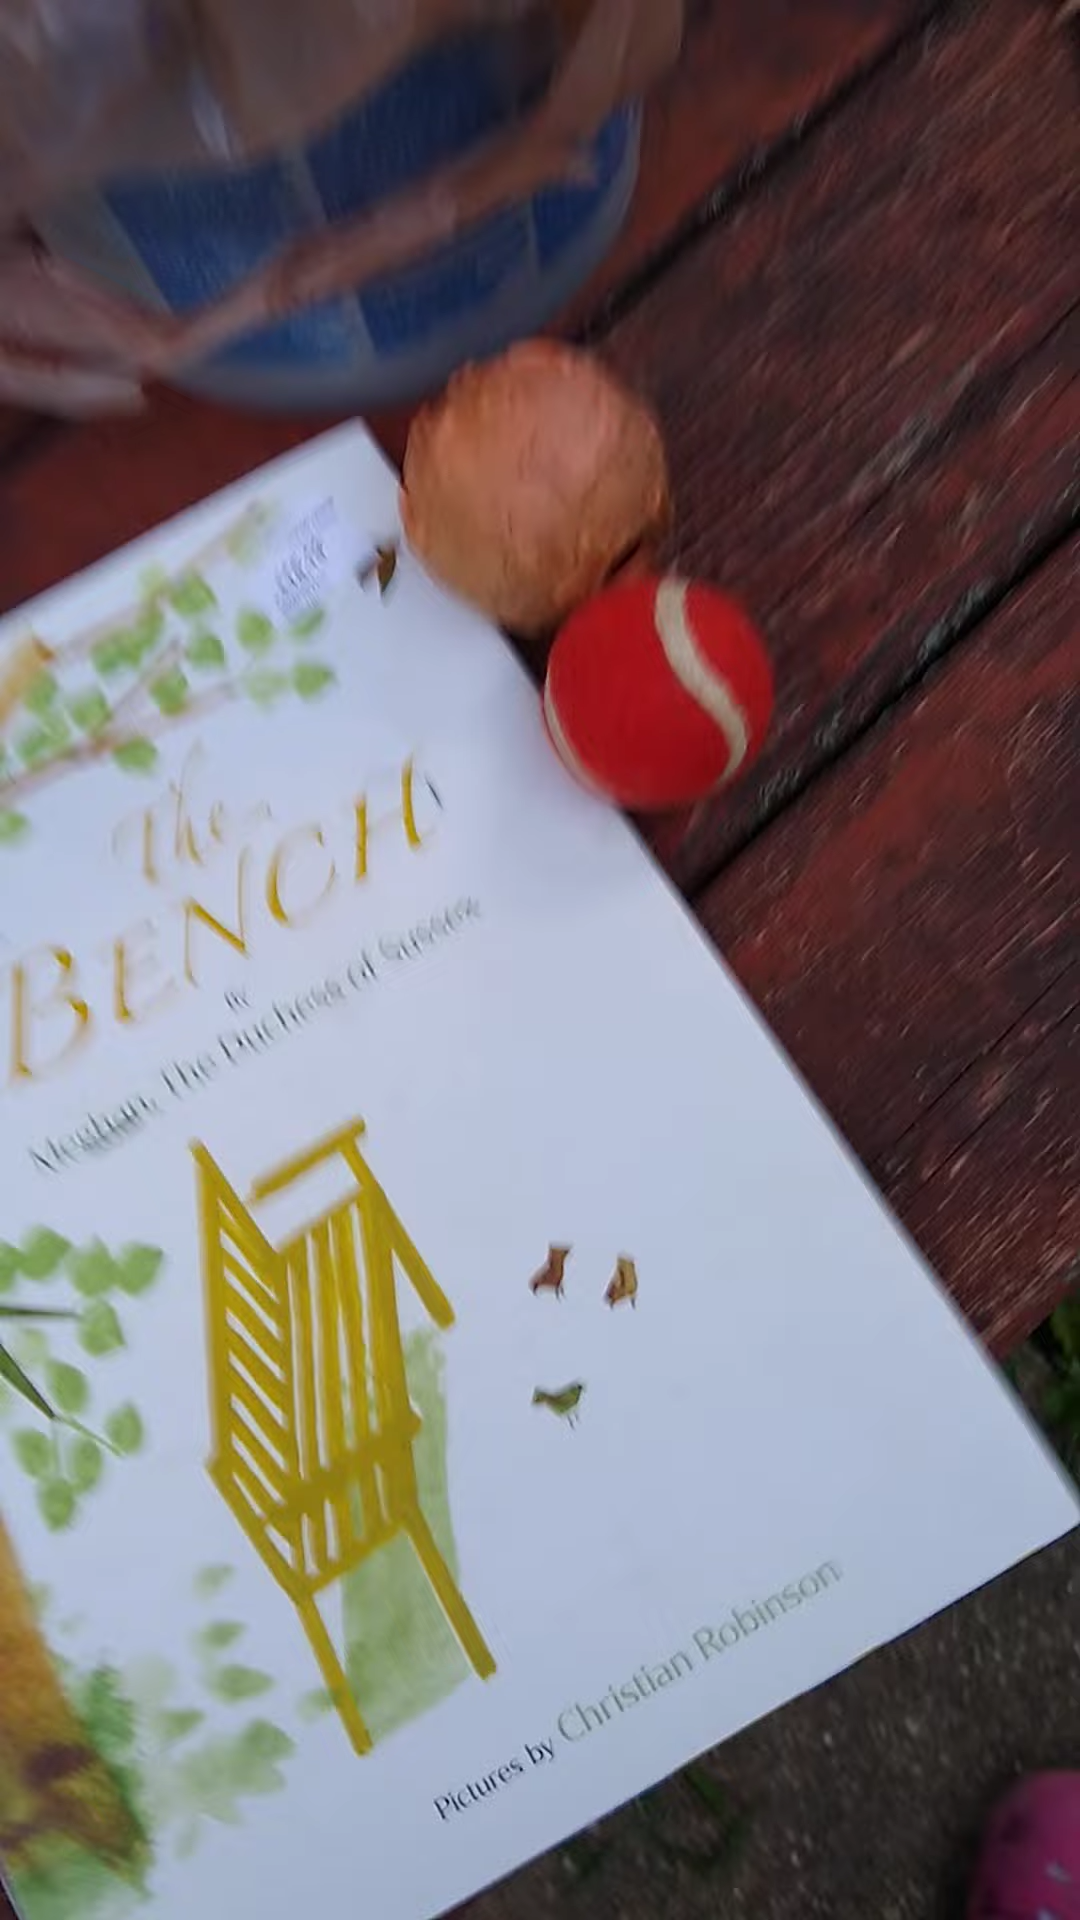 The
BENCH
By
Meghan, The Duchess of Sussex
Pictures by Christian Robinson